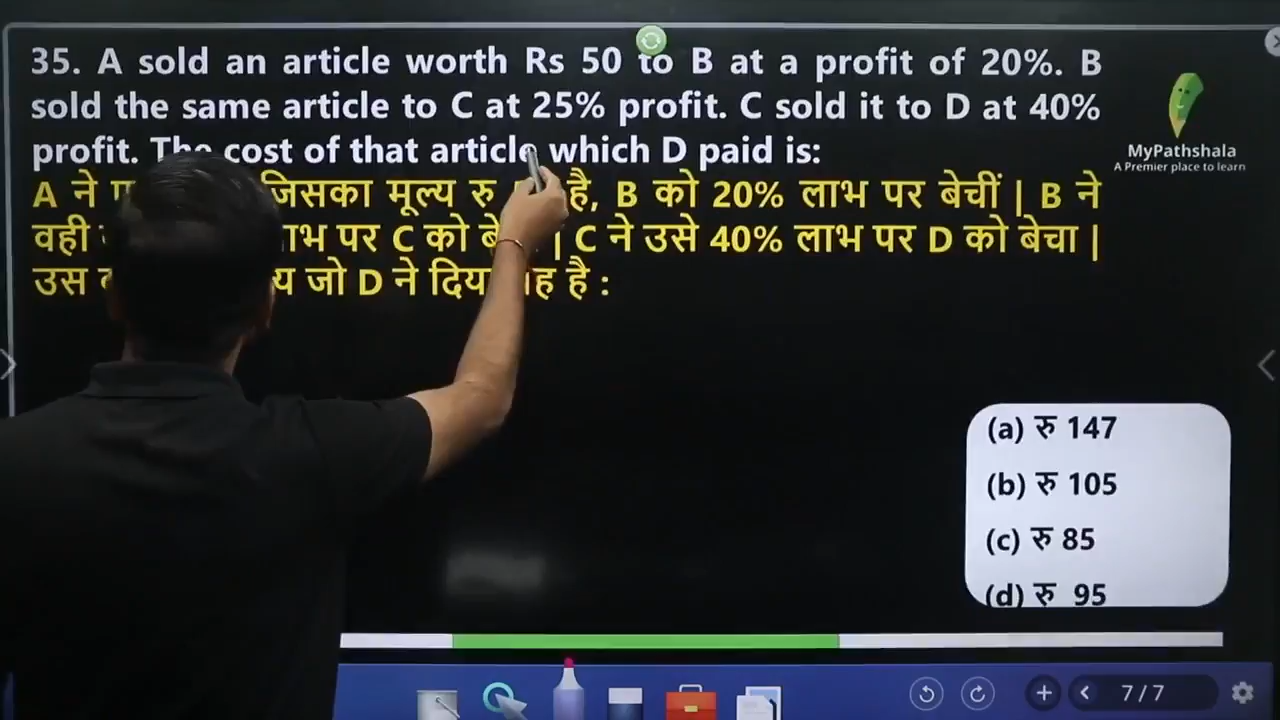 35. A sold an article worth Rs 50 to B at a profit of 20%. B
sold the same article to C at 25% profit. C sold it to D at 40%
profit. The cost of that article which D paid is:
A ने जिसका मूल्य रु है, B को 20% लाभ पर बेचीं | B ने
वही पर C को | C ने उसे 40% लाभ पर D को बेचा |
उस जो D ने है :
MyPathshala
A Premier place to learn
(a) रु 147
(b) रु 105
(c) रु 85
(d) रु 95
7 / 7